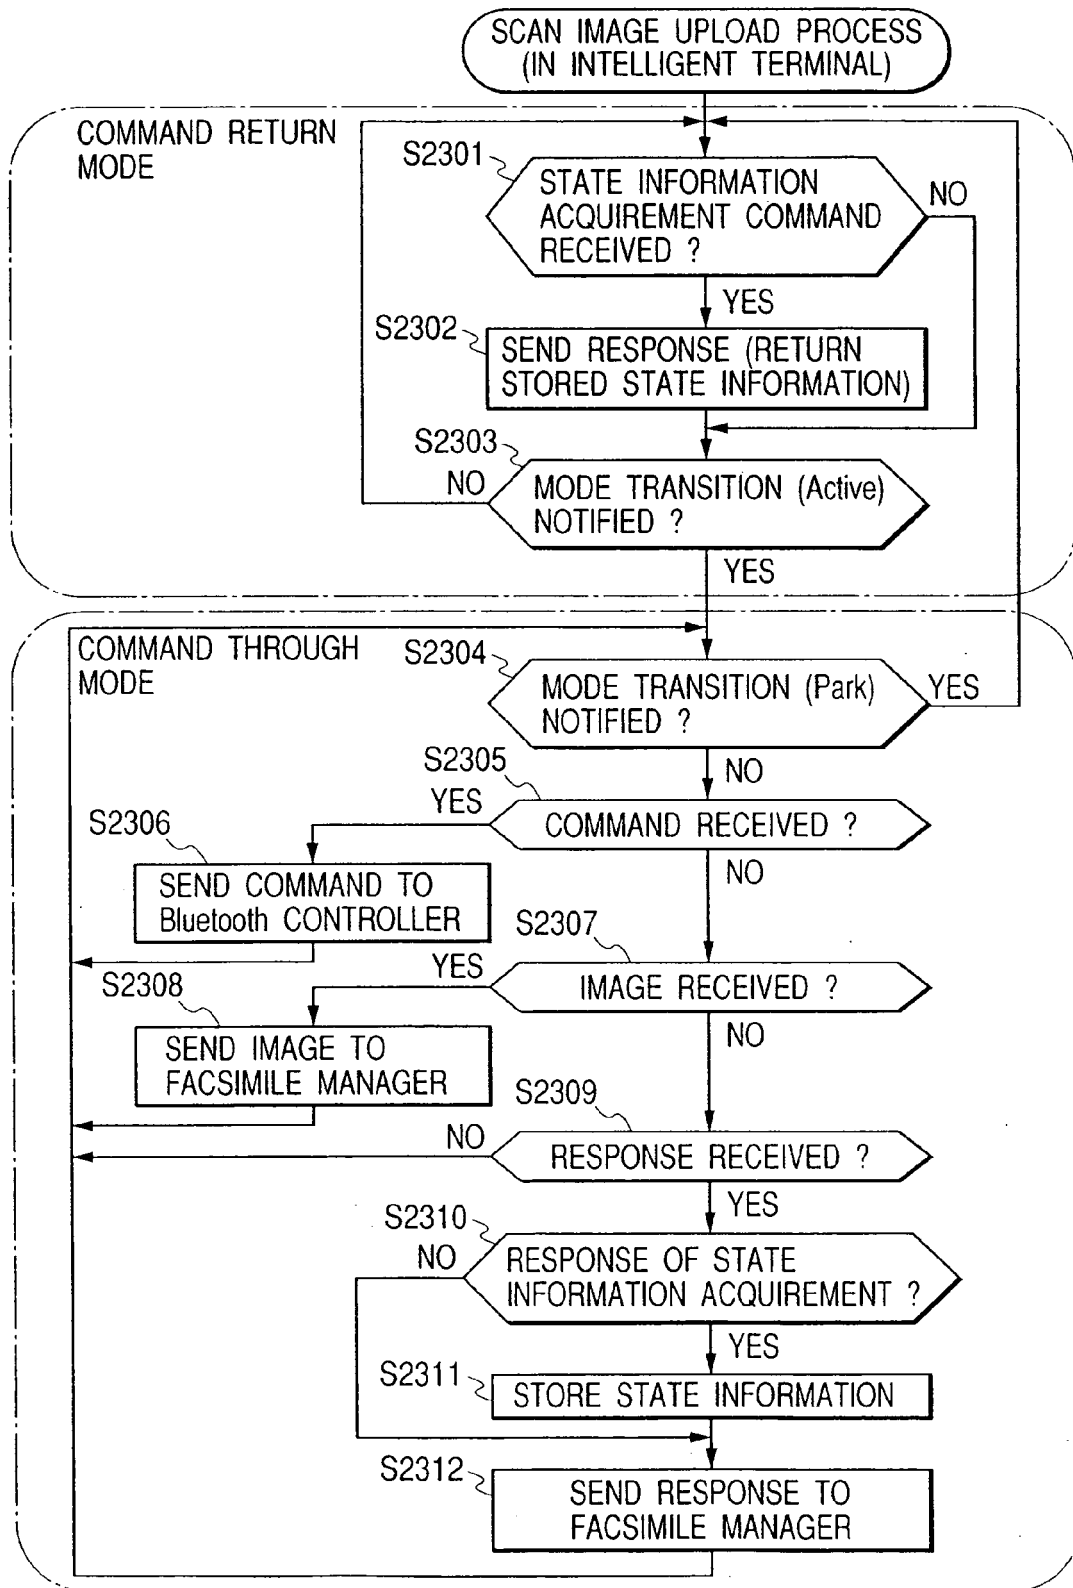 SCAN IMAGE UPLOAD PROCESS
(IN INTELLIGENT TERMINAL)
COMMAND RETURN
MODE
S2301
STATE INFORMATION
ACQUIREMENT COMMAND
RECEIVED ?
NO
YES
S2302
SEND RESPONSE (RETURN
STORED STATE INFORMATION)
S2303
NO
MODE TRANSITION (Active)
NOTIFIED ?
YES
COMMAND THROUGH
MODE
S2304
MODE TRANSITION (Park)
NOTIFIED ?
YES
NO
S2305
YES
COMMAND RECEIVED ?
NO
S2306
SEND COMMAND TO
Bluetooth CONTROLLER
S2307
YES
IMAGE RECEIVED ?
NO
S2308
SEND IMAGE TO
FACSIMILE MANAGER
S2309
NO
RESPONSE RECEIVED ?
YES
S2310
NO
RESPONSE OF STATE
INFORMATION ACQUIREMENT ?
YES
S2311
STORE STATE INFORMATION
S2312
SEND RESPONSE TO
FACSIMILE MANAGER